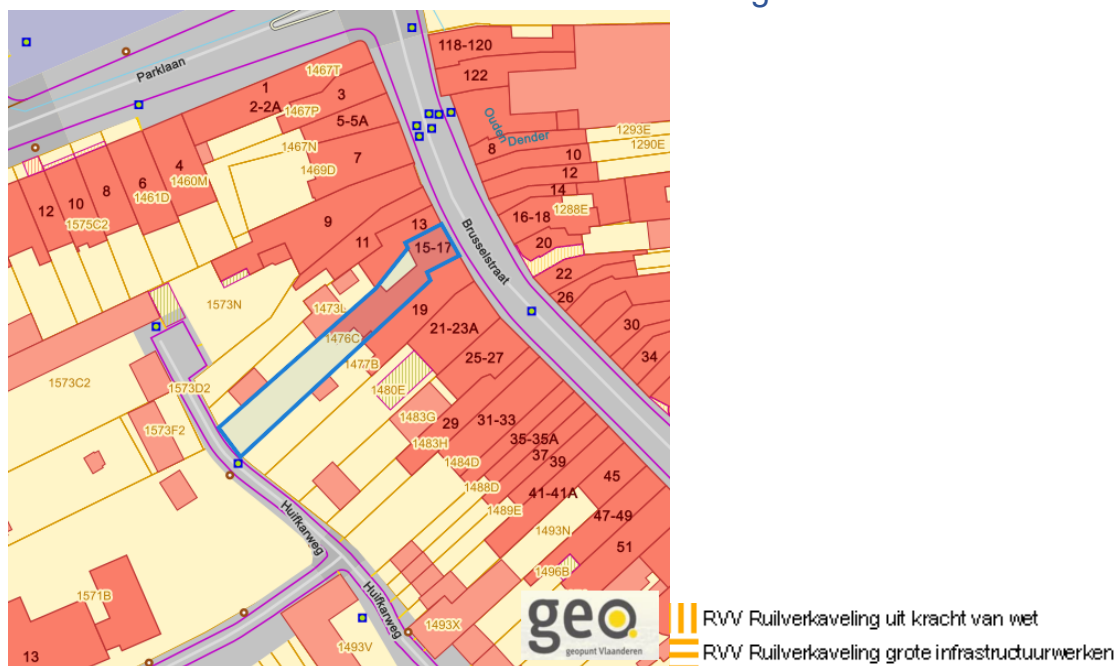 Parklaan
1467T
118-120
122
1
3
2-2A
1467P
5-5A
Ouden
Dender
1293E
1290E
1467N
7
8
10
4
1469D
12
6
1460M
14
8
1461D
16-18
1288E
10
12
1575C2
9
13
Brusselstraat
20
11
15-17
22
1573N
26
1473L
19
30
1476C
21-23A
34
1477B
25-27
1573C2
1573D2
1480E
1483G
29
31-33
1573F2
1483H
35-35A
37
39
1484D
45
1488D
41-41A
1489E
47-49
Huifkarweg
1493N
51
1496B
1571B
Huifkarweg
1493X
1493V
13
geo.
geopunt Vlaanderen
RVV Ruilverkaveling uit kracht van wet
RVV Ruilverkaveling grote infrastructuurwerken